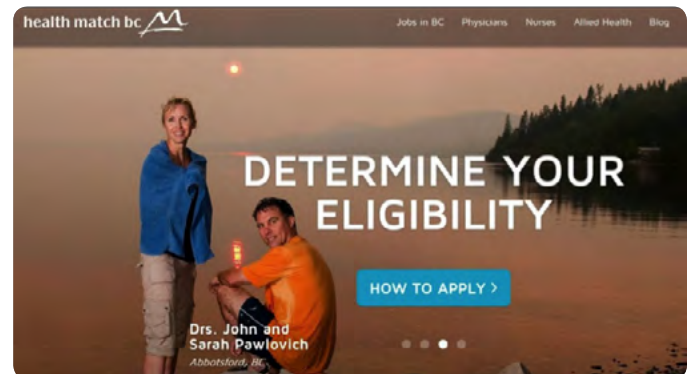 health match bc
Jobs in BC Physicians Nurses Allied Health Blog
DETERMINE YOUR
ELIGIBILITY
HOW TO APPLY >
Drs. John and
Sarah Pawlovich
Abbotsford, BC